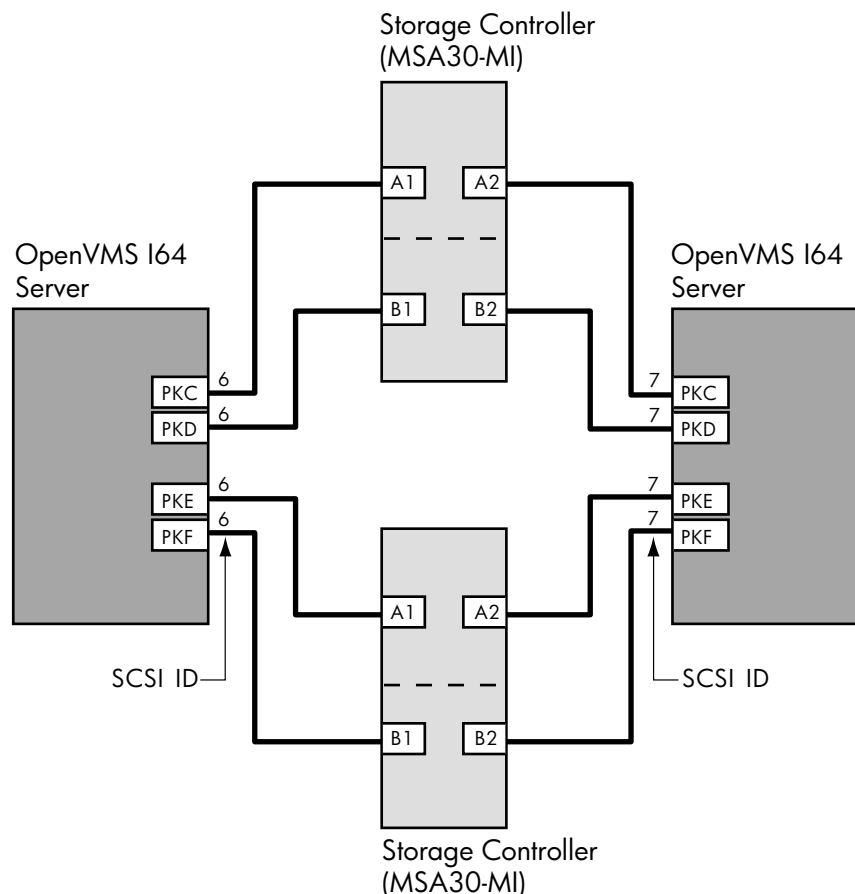 Storage Controller
(MSA30-MI)
A1 A2
OpenVMS I64
Server
OpenVMS I64
Server
B1 B2
PKC 6
7 PKC
PKD 6
7 PKD
PKE 6
7 PKE
PKF 6
7 PKF
A1 A2
SCSI ID
SCSI ID
B1 B2
Storage Controller
(MSA30-MI)